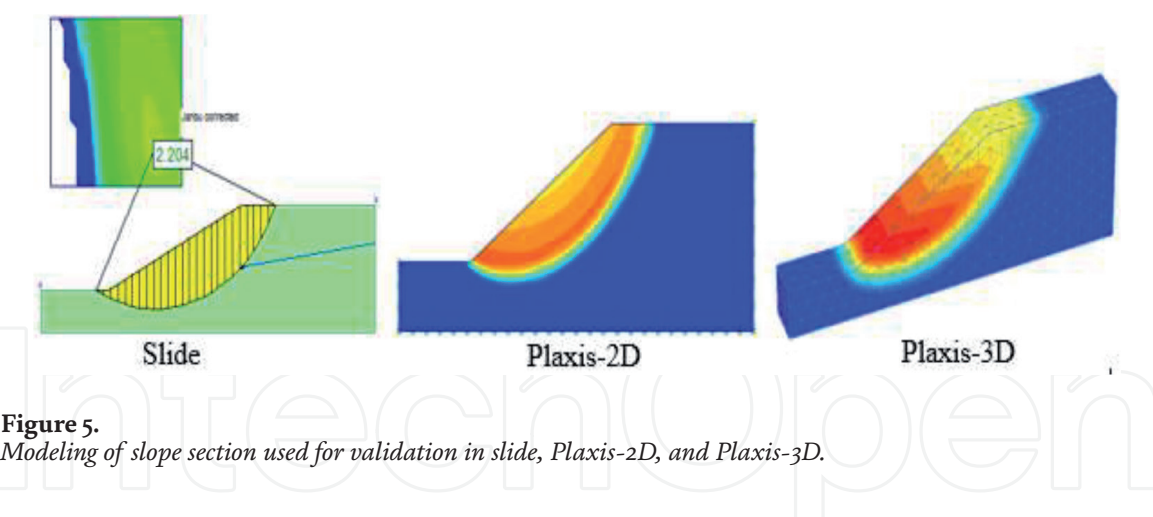 Janbu corrected
2.204
Slide
Plaxis-2D
Plaxis-3D
IntechOpen
Figure 5.
Modeling of slope section used for validation in slide, Plaxis-2D, and Plaxis-3D.